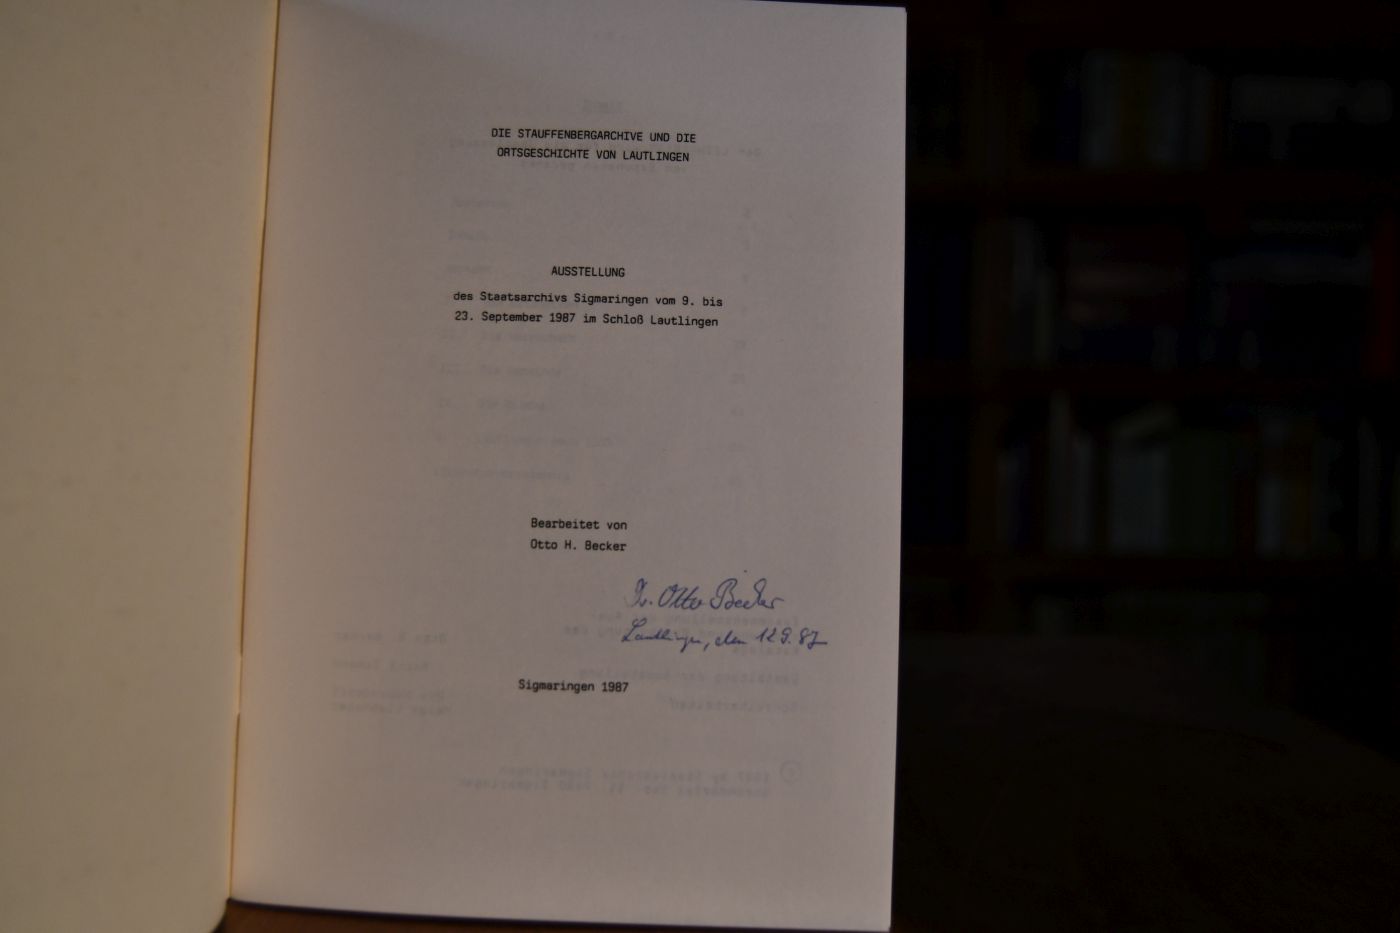 DIE STAUFFENBERGARCHIVE UND DIE
ORTSGESCHICHTE VON LAUTLINGEN
AUSSTELLUNG
des Staatsarchivs Sigmaringen vom 9. bis
23. September 1987 im Schloß Lautlingen
Bearbeitet von
Otto H. Becker
Dr. Otto Becker
Lautlingen, den 12.9.87
Sigmaringen 1987